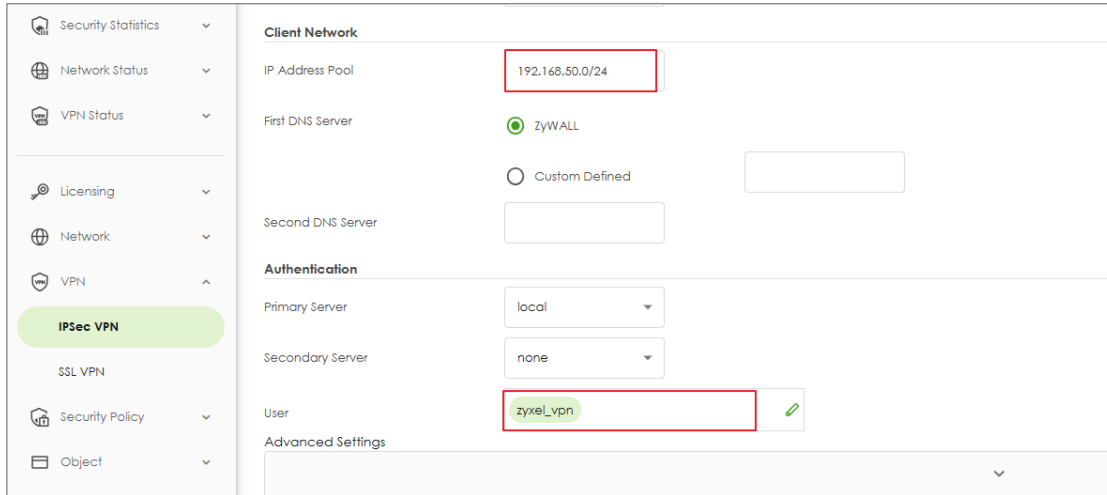 Security Statistics
Network Status
VPN Status
Licensing
Network
VPN
IPSec VPN
SSL VPN
Security Policy
Object
Client Network
IP Address Pool
192.168.50.0/24
First DNS Server
ZyWALL
Custom Defined
Second DNS Server
Authentication
Primary Server
local
Secondary Server
none
User
zyxel_vpn
Advanced Settings